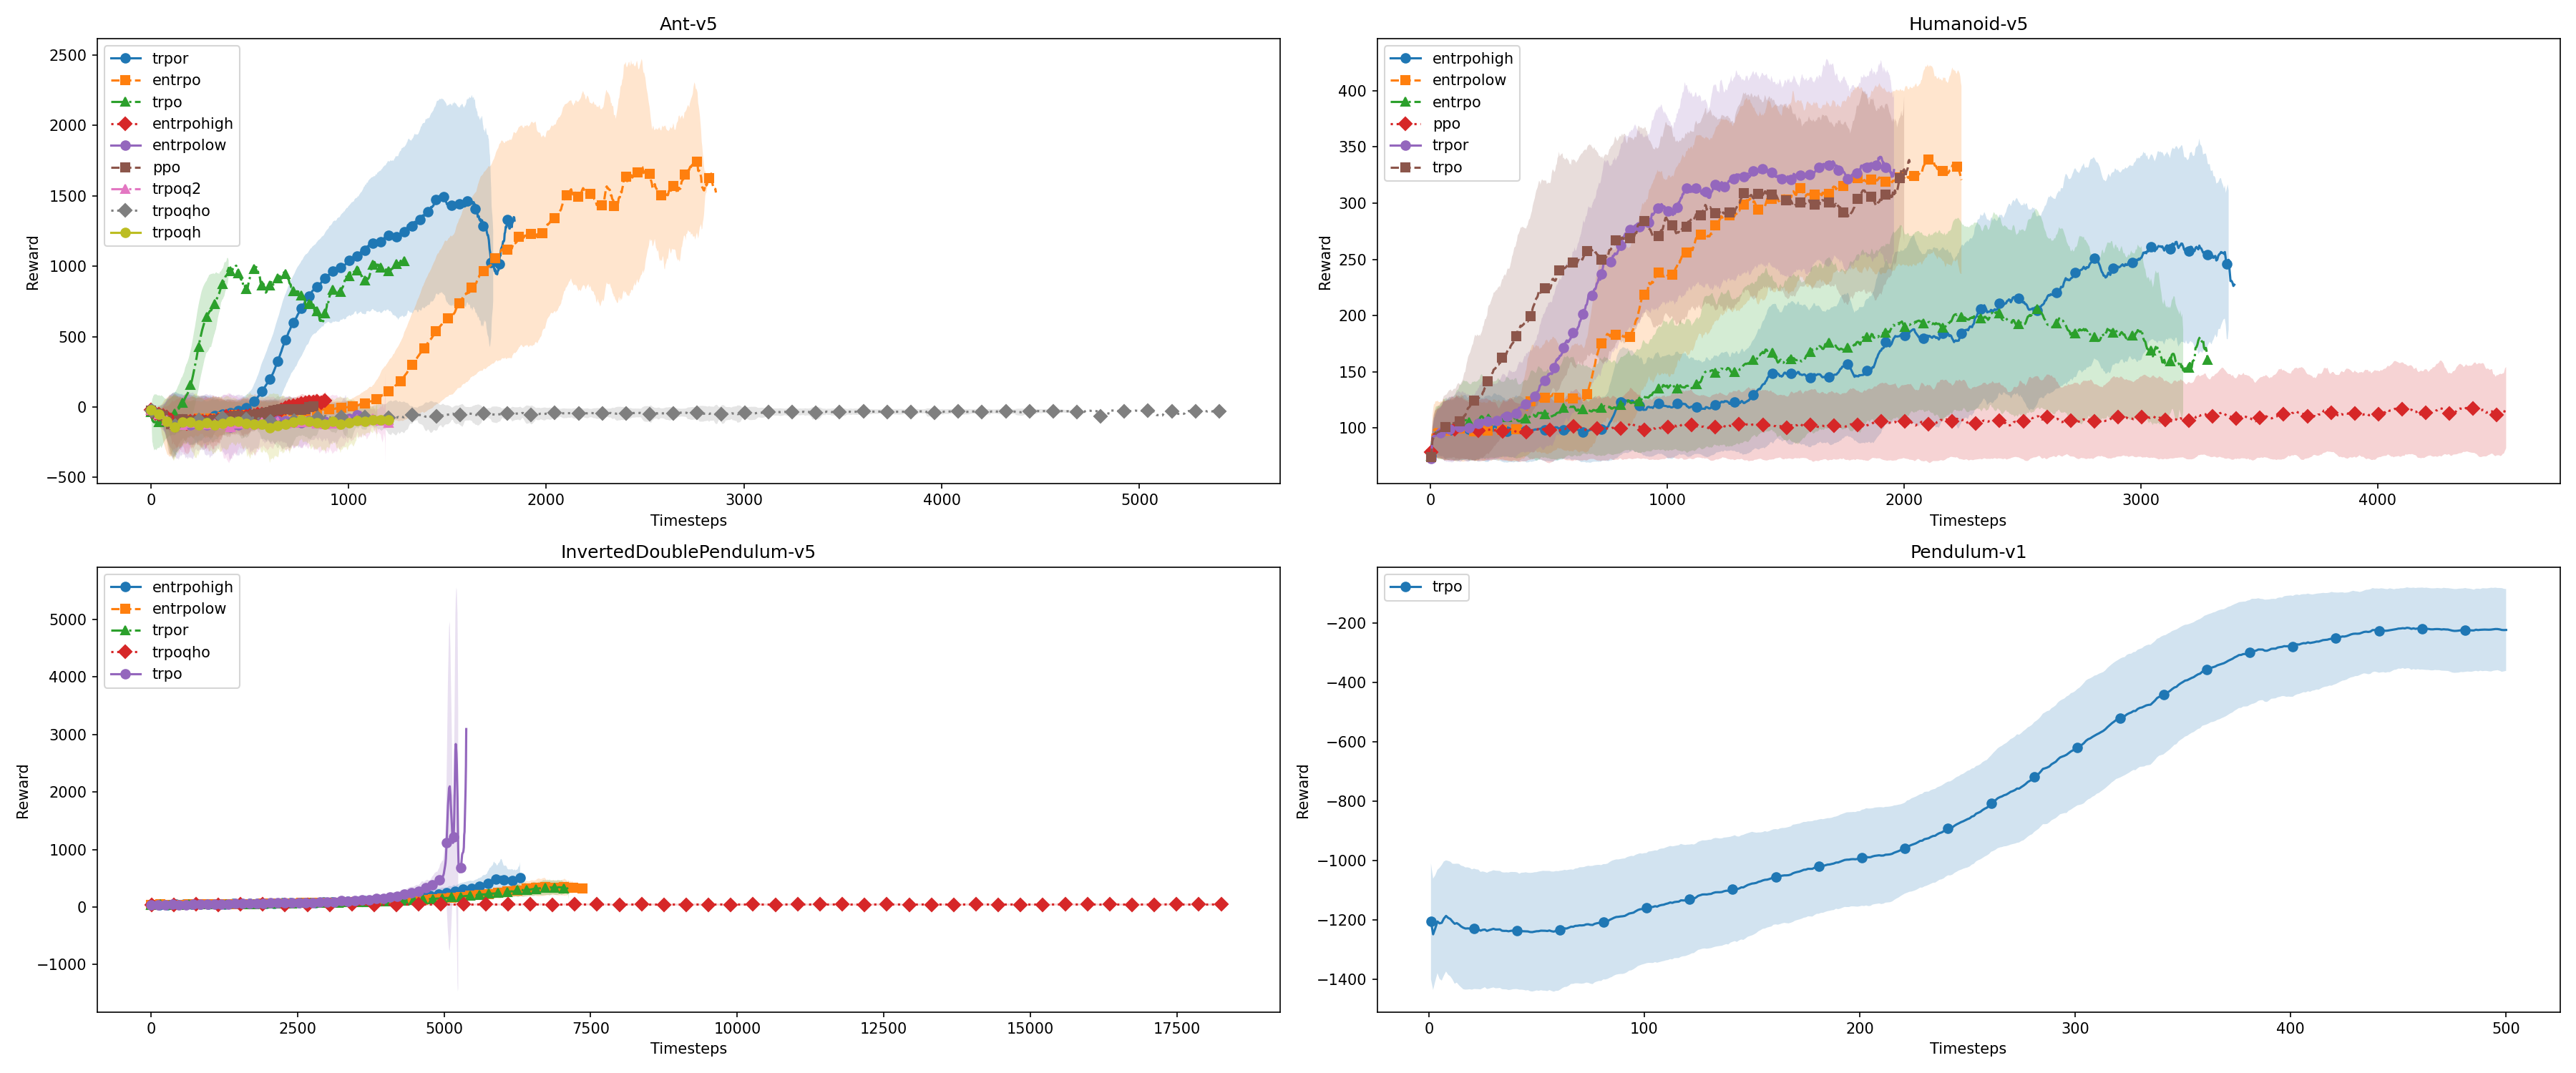 Ant-v5
2500
2000
1500
1000
500
0
−500
Reward
trpor
entrpo
trpo
entrpohigh
entrpolow
ppo
trpoq2
trpoqho
trpoqh
0 1000 2000 3000 4000 5000
Timesteps
Humanoid-v5
400
350
300
250
200
150
100
Reward
entrpohigh
entrpolow
entrpo
ppo
trpor
trpo
0 1000 2000 3000 4000
Timesteps
InvertedDoublePendulum-v5
5000
4000
3000
2000
1000
0
−1000
Reward
entrpohigh
entrpolow
trpor
trpoqho
trpo
0 2500 5000 7500 10000 12500 15000 17500
Timesteps
Pendulum-v1
−200
−400
−600
−800
−1000
−1200
−1400
Reward
trpo
0 100 200 300 400 500
Timesteps